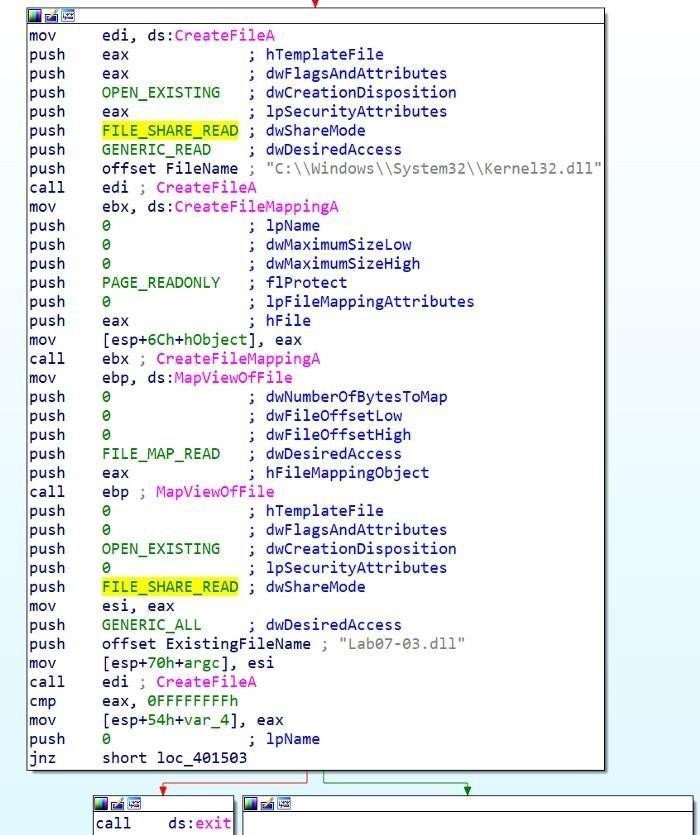 mov edi, ds:CreateFileA
push eax ; hTemplateFile
push eax ; dwFlagsAndAttributes
push OPEN_EXISTING ; dwCreationDisposition
push eax ; lpSecurityAttributes
push FILE_SHARE_READ ; dwShareMode
push GENERIC_READ ; dwDesiredAccess
push offset FileName ; "C:\\Windows\\System32\\Kernel32.dll"
call edi ; CreateFileA
mov ebx, ds:CreateFileMappingA
push 0 ; lpName
push 0 ; dwMaximumSizeLow
push 0 ; dwMaximumSizeHigh
push PAGE_READONLY ; flProtect
push 0 ; lpFileMappingAttributes
push eax ; hFile
mov [esp+6Ch+hObject], eax
call ebx ; CreateFileMappingA
mov ebp, ds:MapViewOfFile
push 0 ; dwNumberOfBytesToMap
push 0 ; dwFileOffsetLow
push 0 ; dwFileOffsetHigh
push FILE_MAP_READ ; dwDesiredAccess
push eax ; hFileMappingObject
call ebp ; MapViewOfFile
push 0 ; hTemplateFile
push 0 ; dwFlagsAndAttributes
push OPEN_EXISTING ; dwCreationDisposition
push 0 ; lpSecurityAttributes
push FILE_SHARE_READ ; dwShareMode
mov esi, eax
push GENERIC_ALL ; dwDesiredAccess
push offset ExistingFileName ; "Lab07-03.dll"
mov [esp+70h+argc], esi
call edi ; CreateFileA
cmp eax, 0FFFFFFFFh
mov [esp+54h+var_4], eax
push 0 ; lpName
jnz short loc_401503
call ds:exit